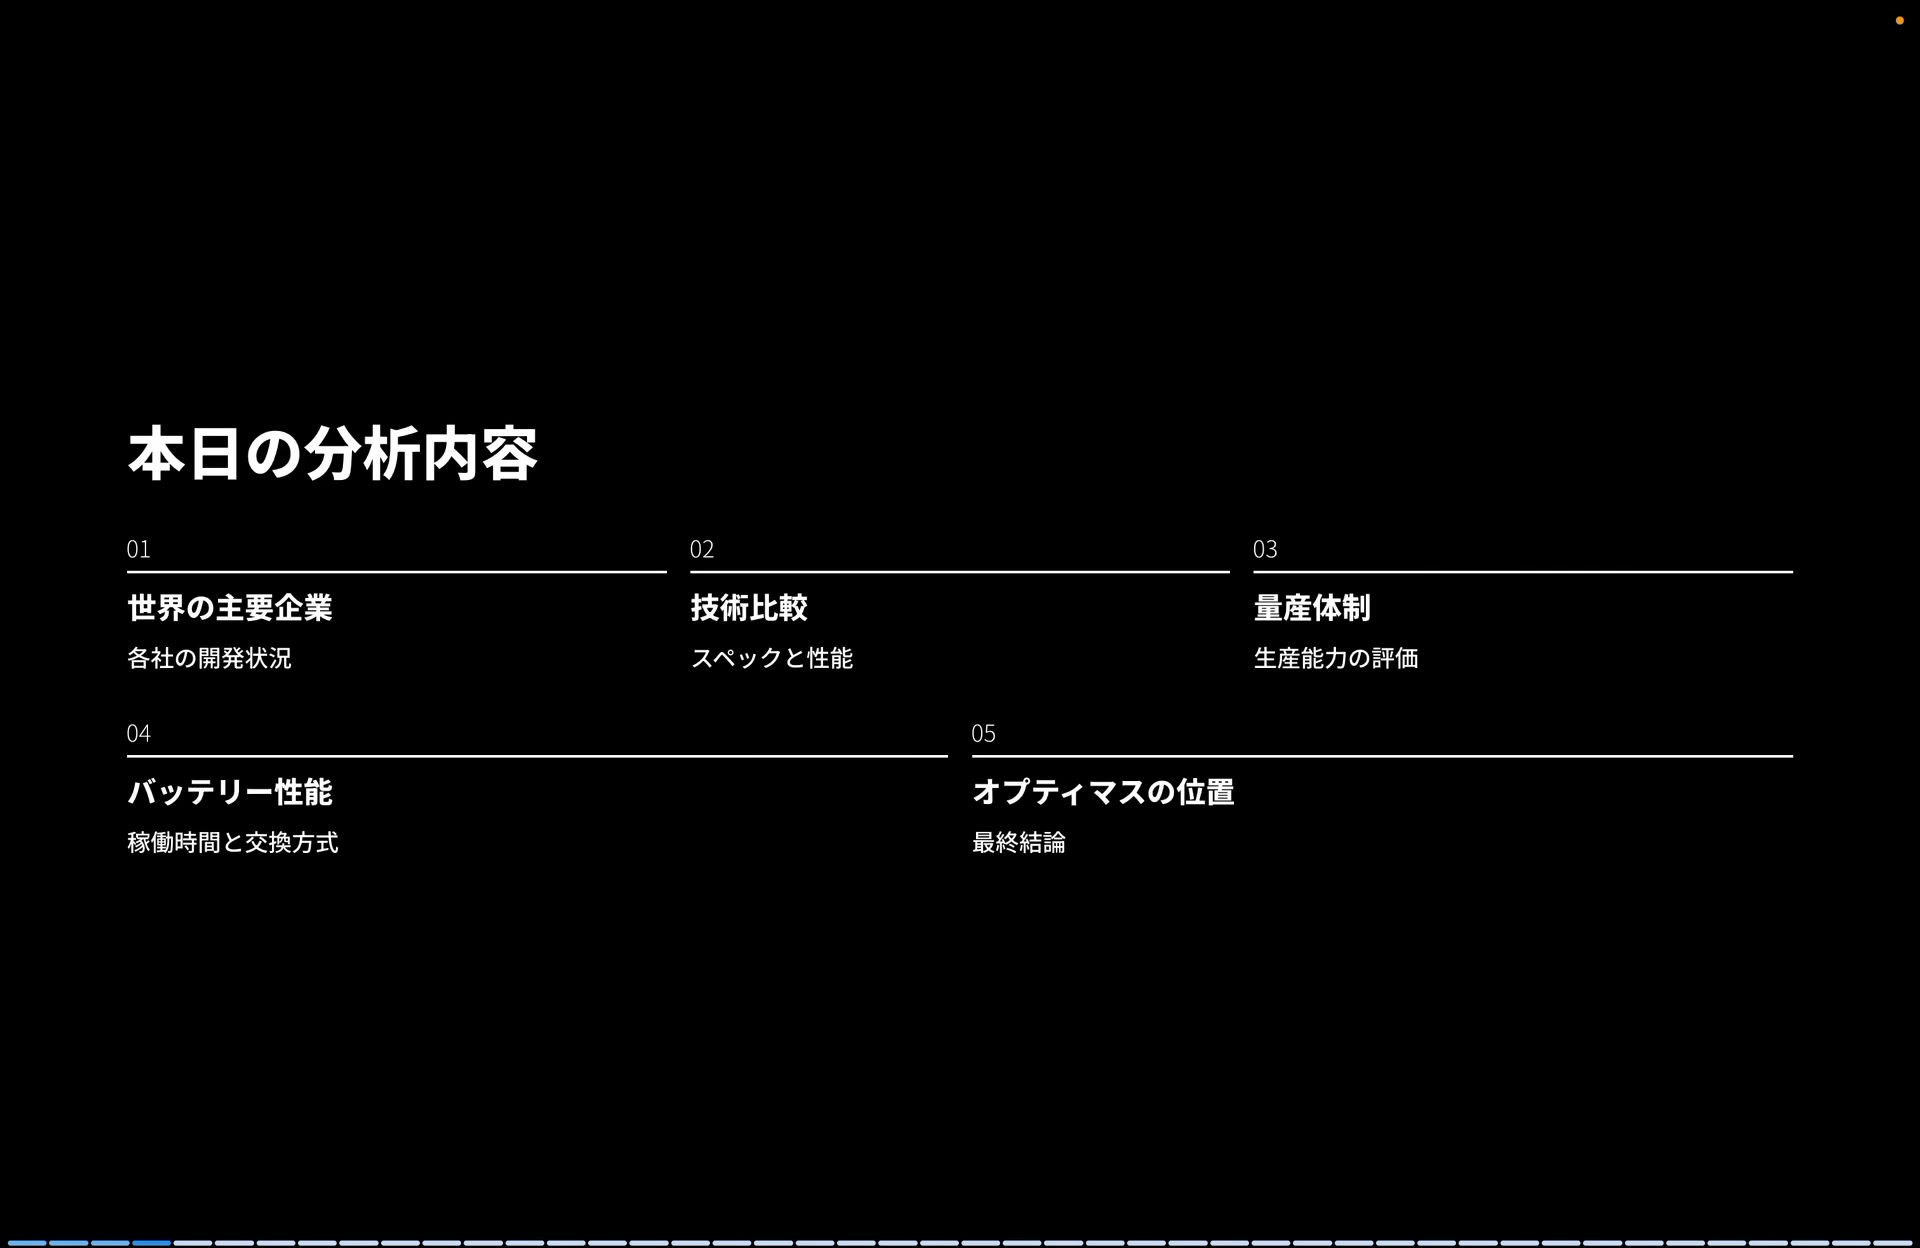 本日の分析内容
01
世界の主要企業
各社の開発状況
02
技術比較
スペックと性能
03
量産体制
生産能力の評価
04
バッテリー性能
稼働時間と交換方式
05
オプティマスの位置
最終結論